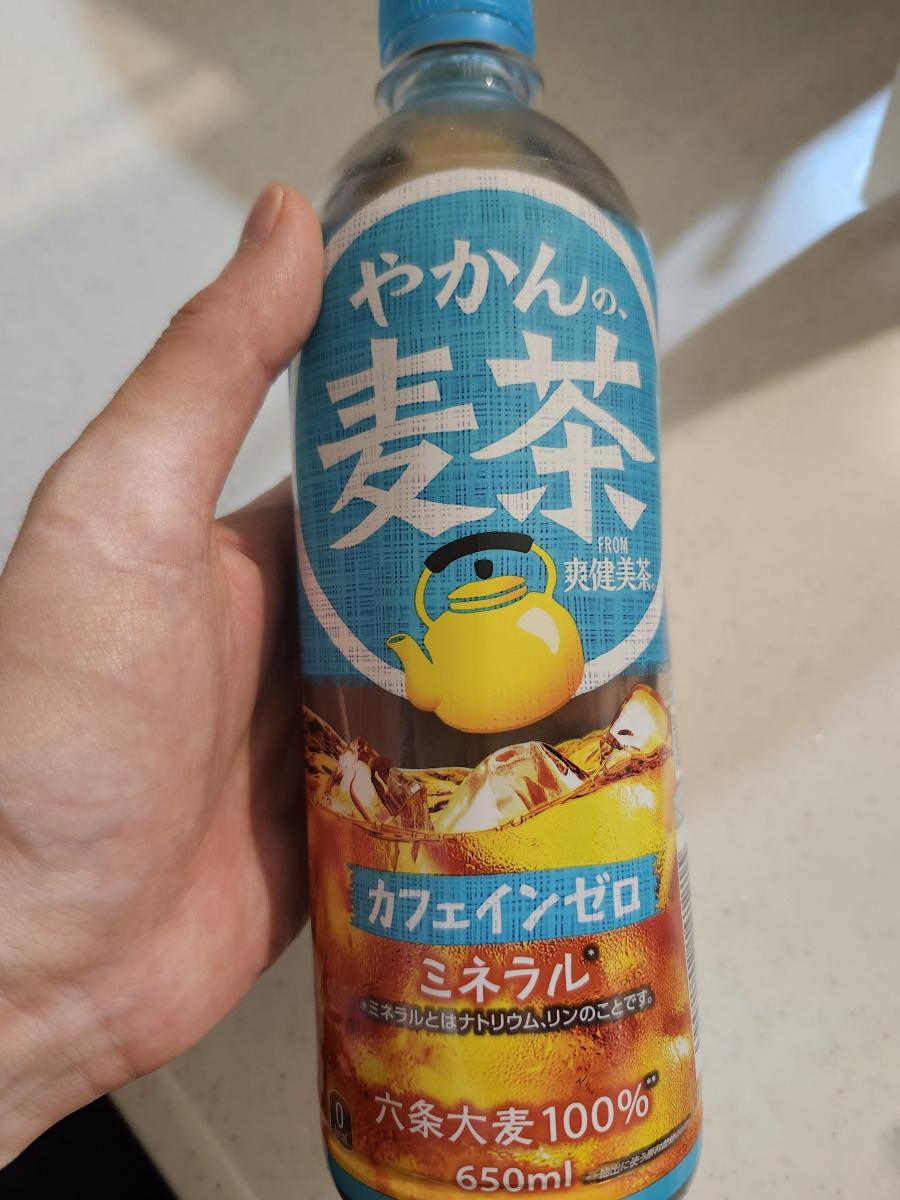 やかんの、
麦茶
FROM
爽健美茶®
カフェインゼロ
ミネラル*
*ミネラルとはナトリウム、リンのことです。
六条大麦100%**
0
kcal
650ml